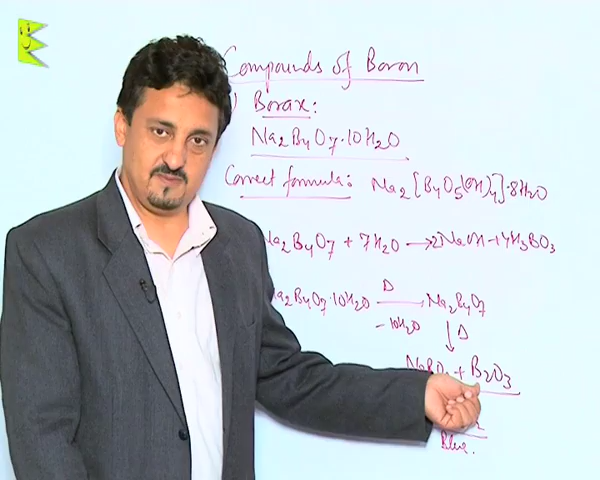 Compounds of Boron
) Borax:
Na2B4O7·10H2O
Correct formula: Na2[B4O5(OH)4]·8H2O
Na2B4O7 + 7H2O → 2NaOH + 4H3BO3
Na2B4O7·10H2O Δ → Na2B4O7
-10H2O
↓ Δ
NaBO2 + B2O3
Blue.